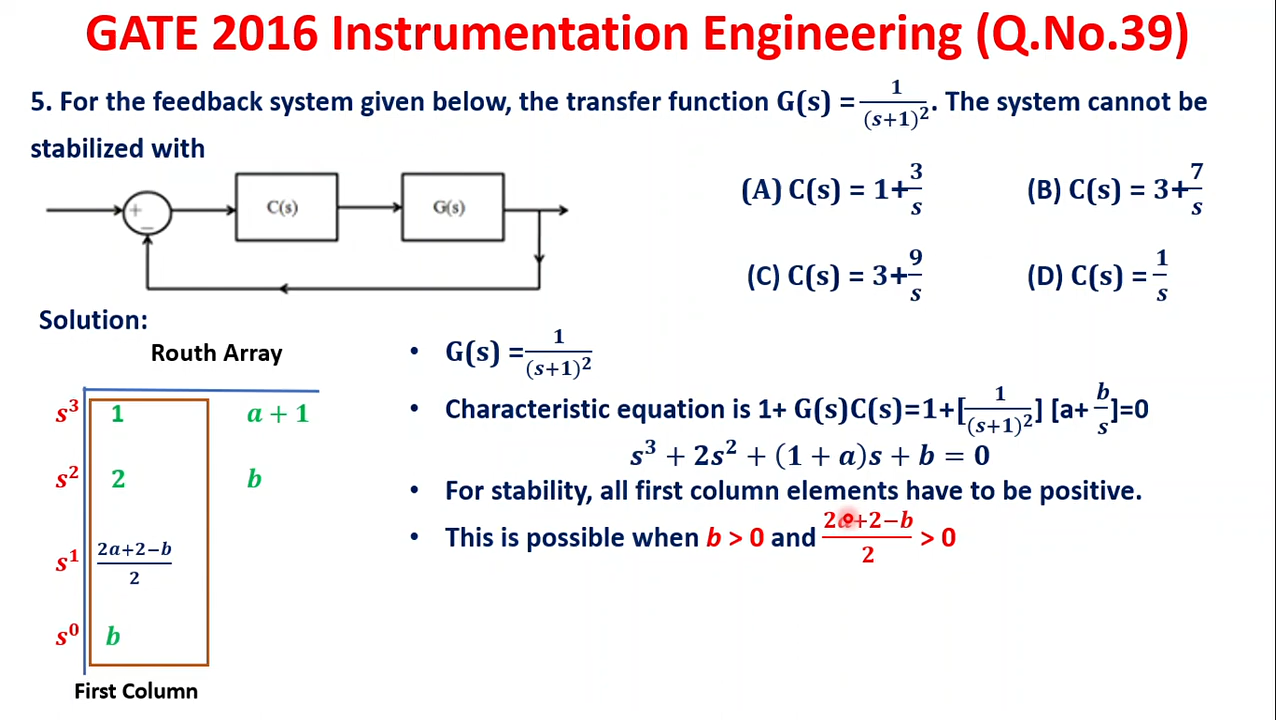 GATE 2016 Instrumentation Engineering (Q.No.39)
5. For the feedback system given below, the transfer function G(s) = 1/(s+1)². The system cannot be
stabilized with
+
−
C(s)
G(s)
(A) C(s) = 1+3/s
(B) C(s) = 3+7/s
(C) C(s) = 3+9/s
(D) C(s) = 1/s
Solution:
Routh Array
s³ 1 a + 1
s² 2 b
s¹ (2a+2−b)/2
s⁰ b
First Column
• G(s) = 1/(s+1)²
• Characteristic equation is 1+ G(s)C(s)=1+[1/(s+1)²] [a+b/s]=0
s³ + 2s² + (1 + a)s + b = 0
• For stability, all first column elements have to be positive.
• This is possible when b > 0 and (2a+2−b)/2 > 0